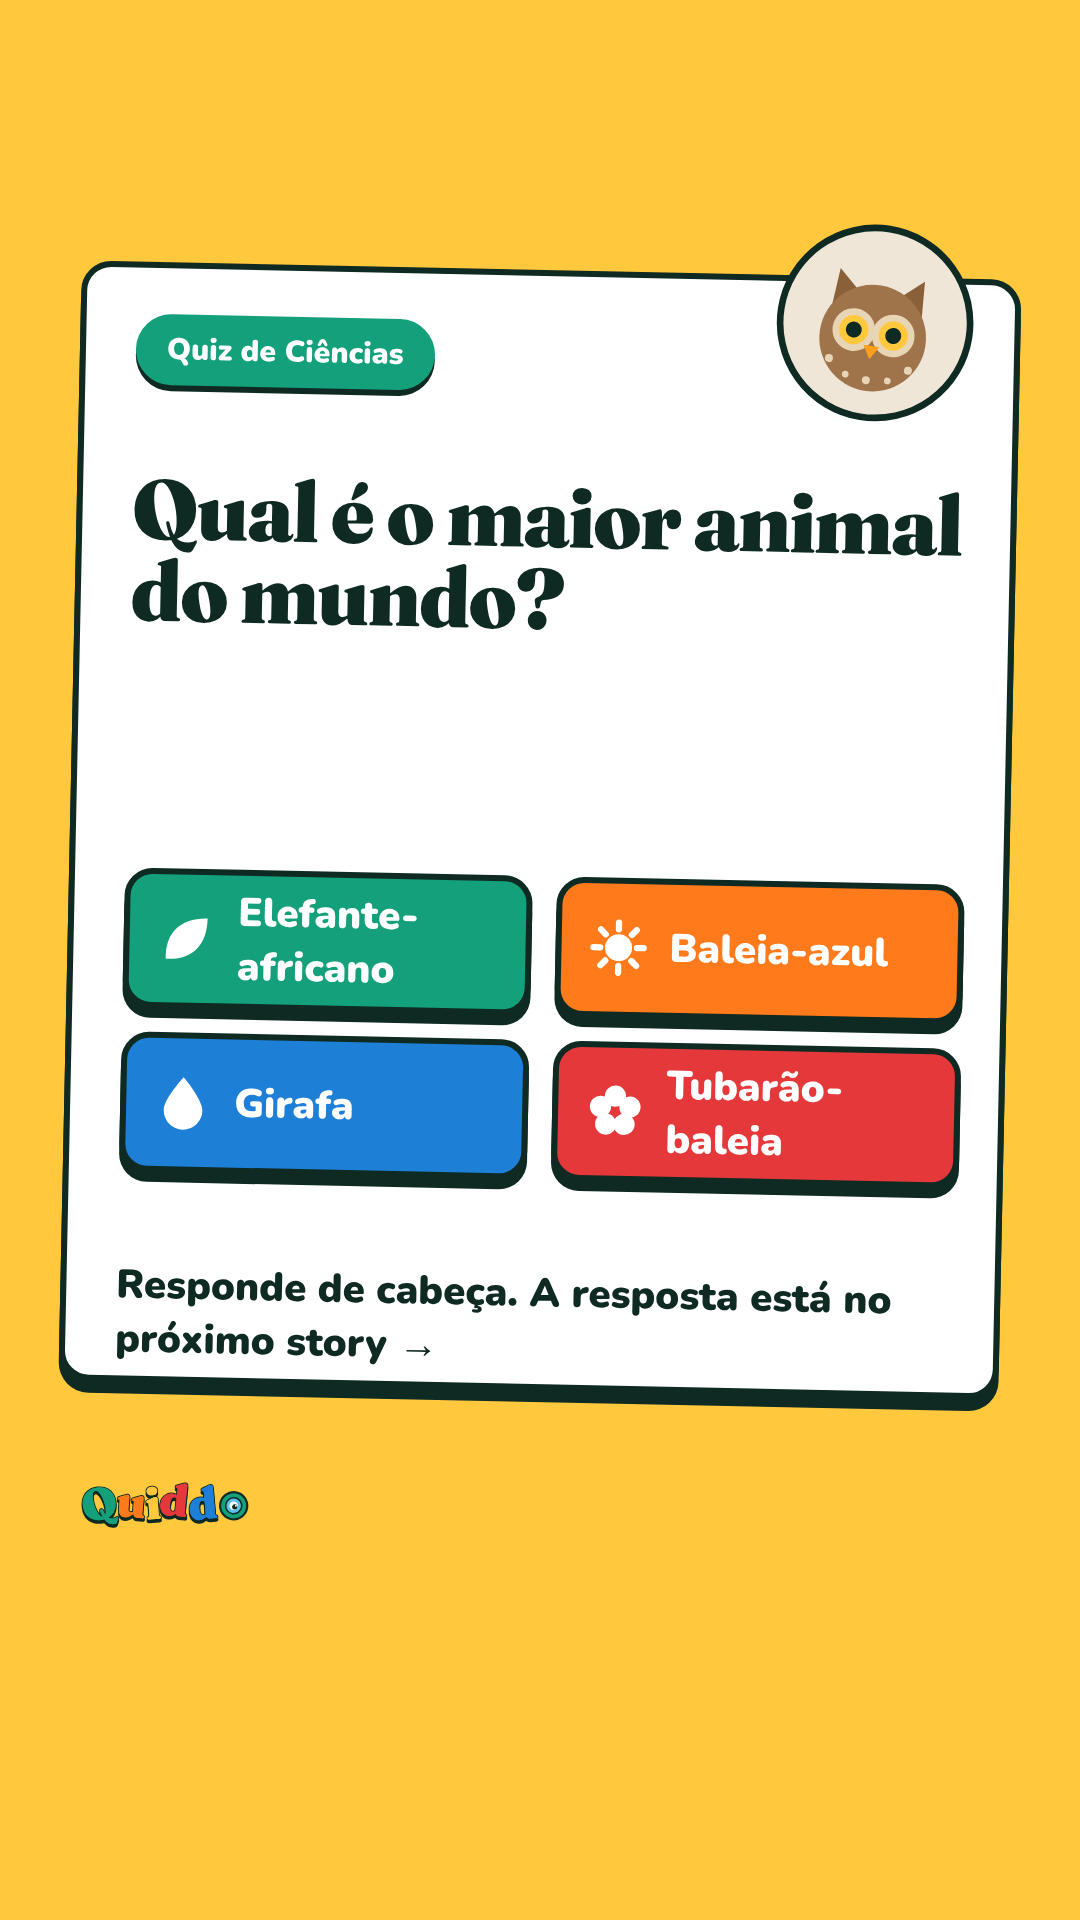 Quiz de Ciências
Qual é o maior animal
do mundo?
Elefante-
africano
Baleia-azul
Girafa
Tubarão-
baleia
Responde de cabeça. A resposta está no
próximo story →
Quiddo